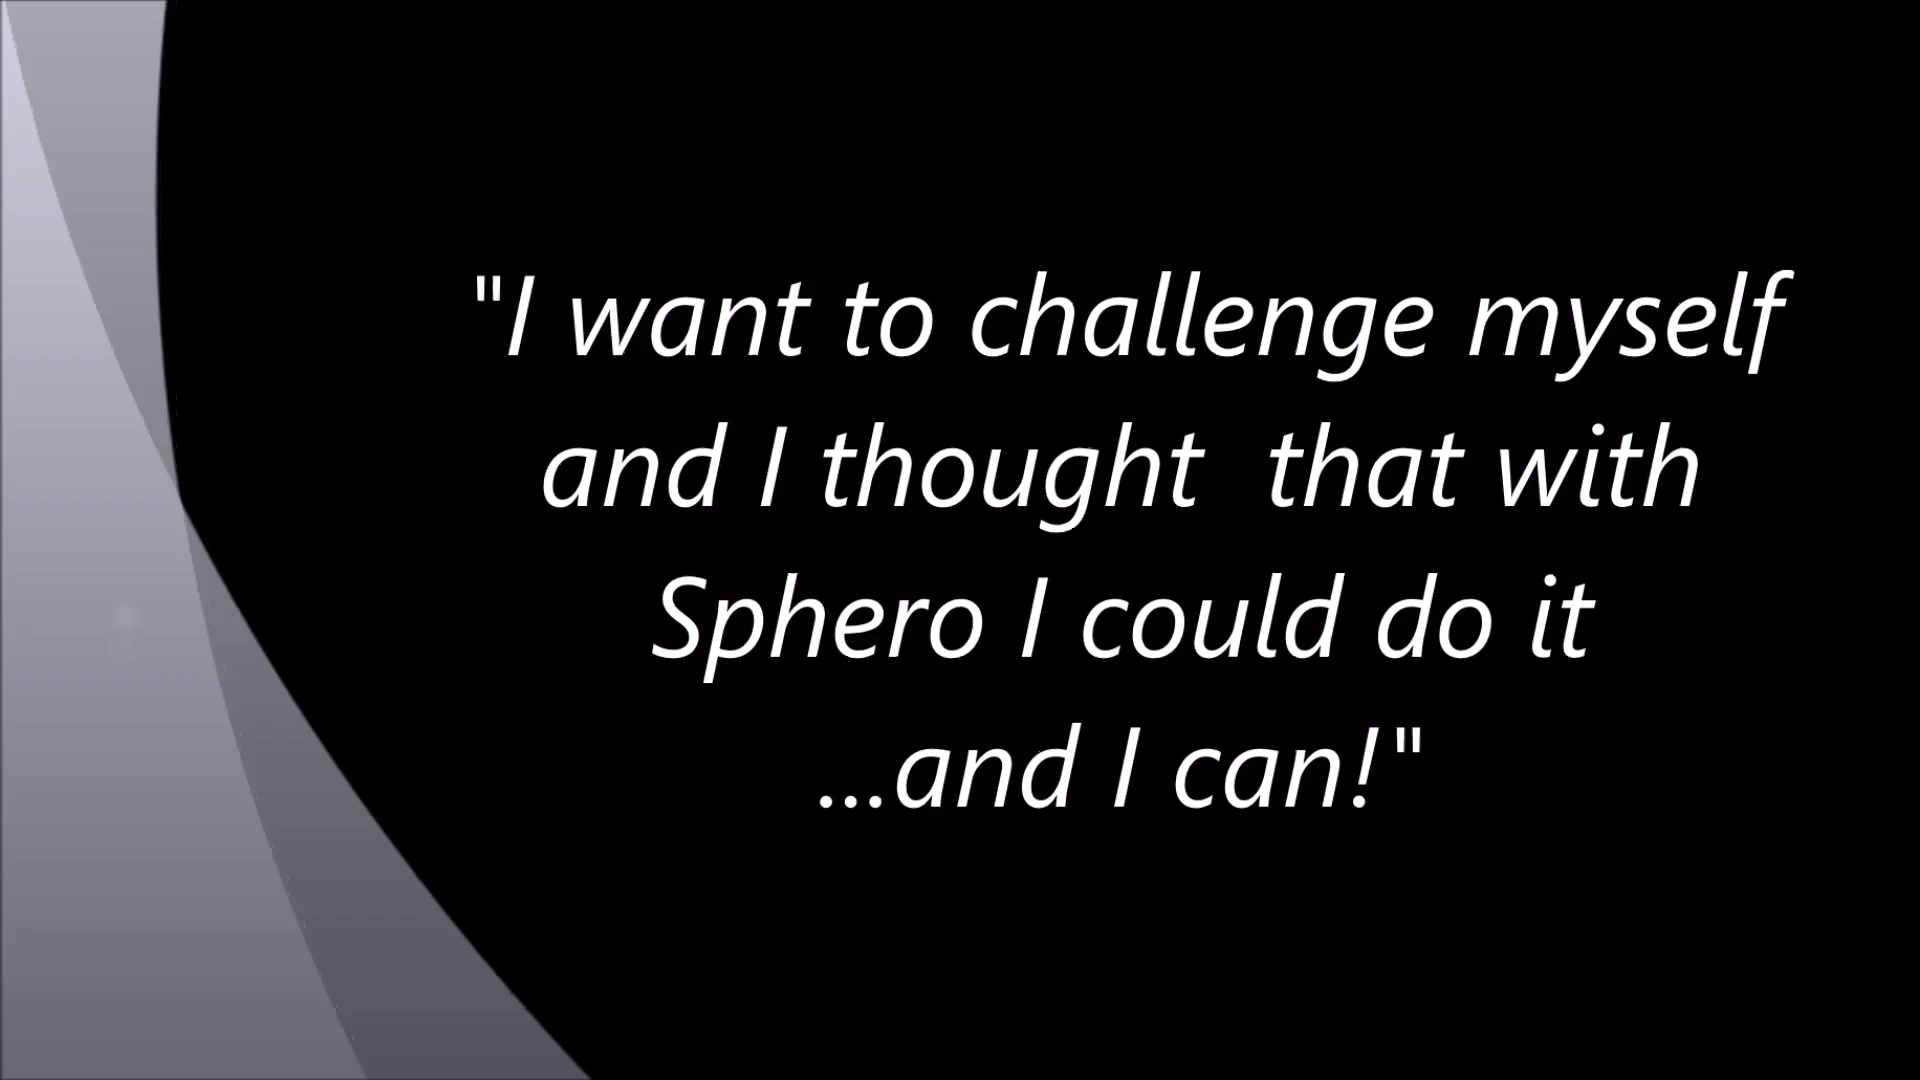 "I want to challenge myself
and I thought  that with
Sphero I could do it
...and I can!"